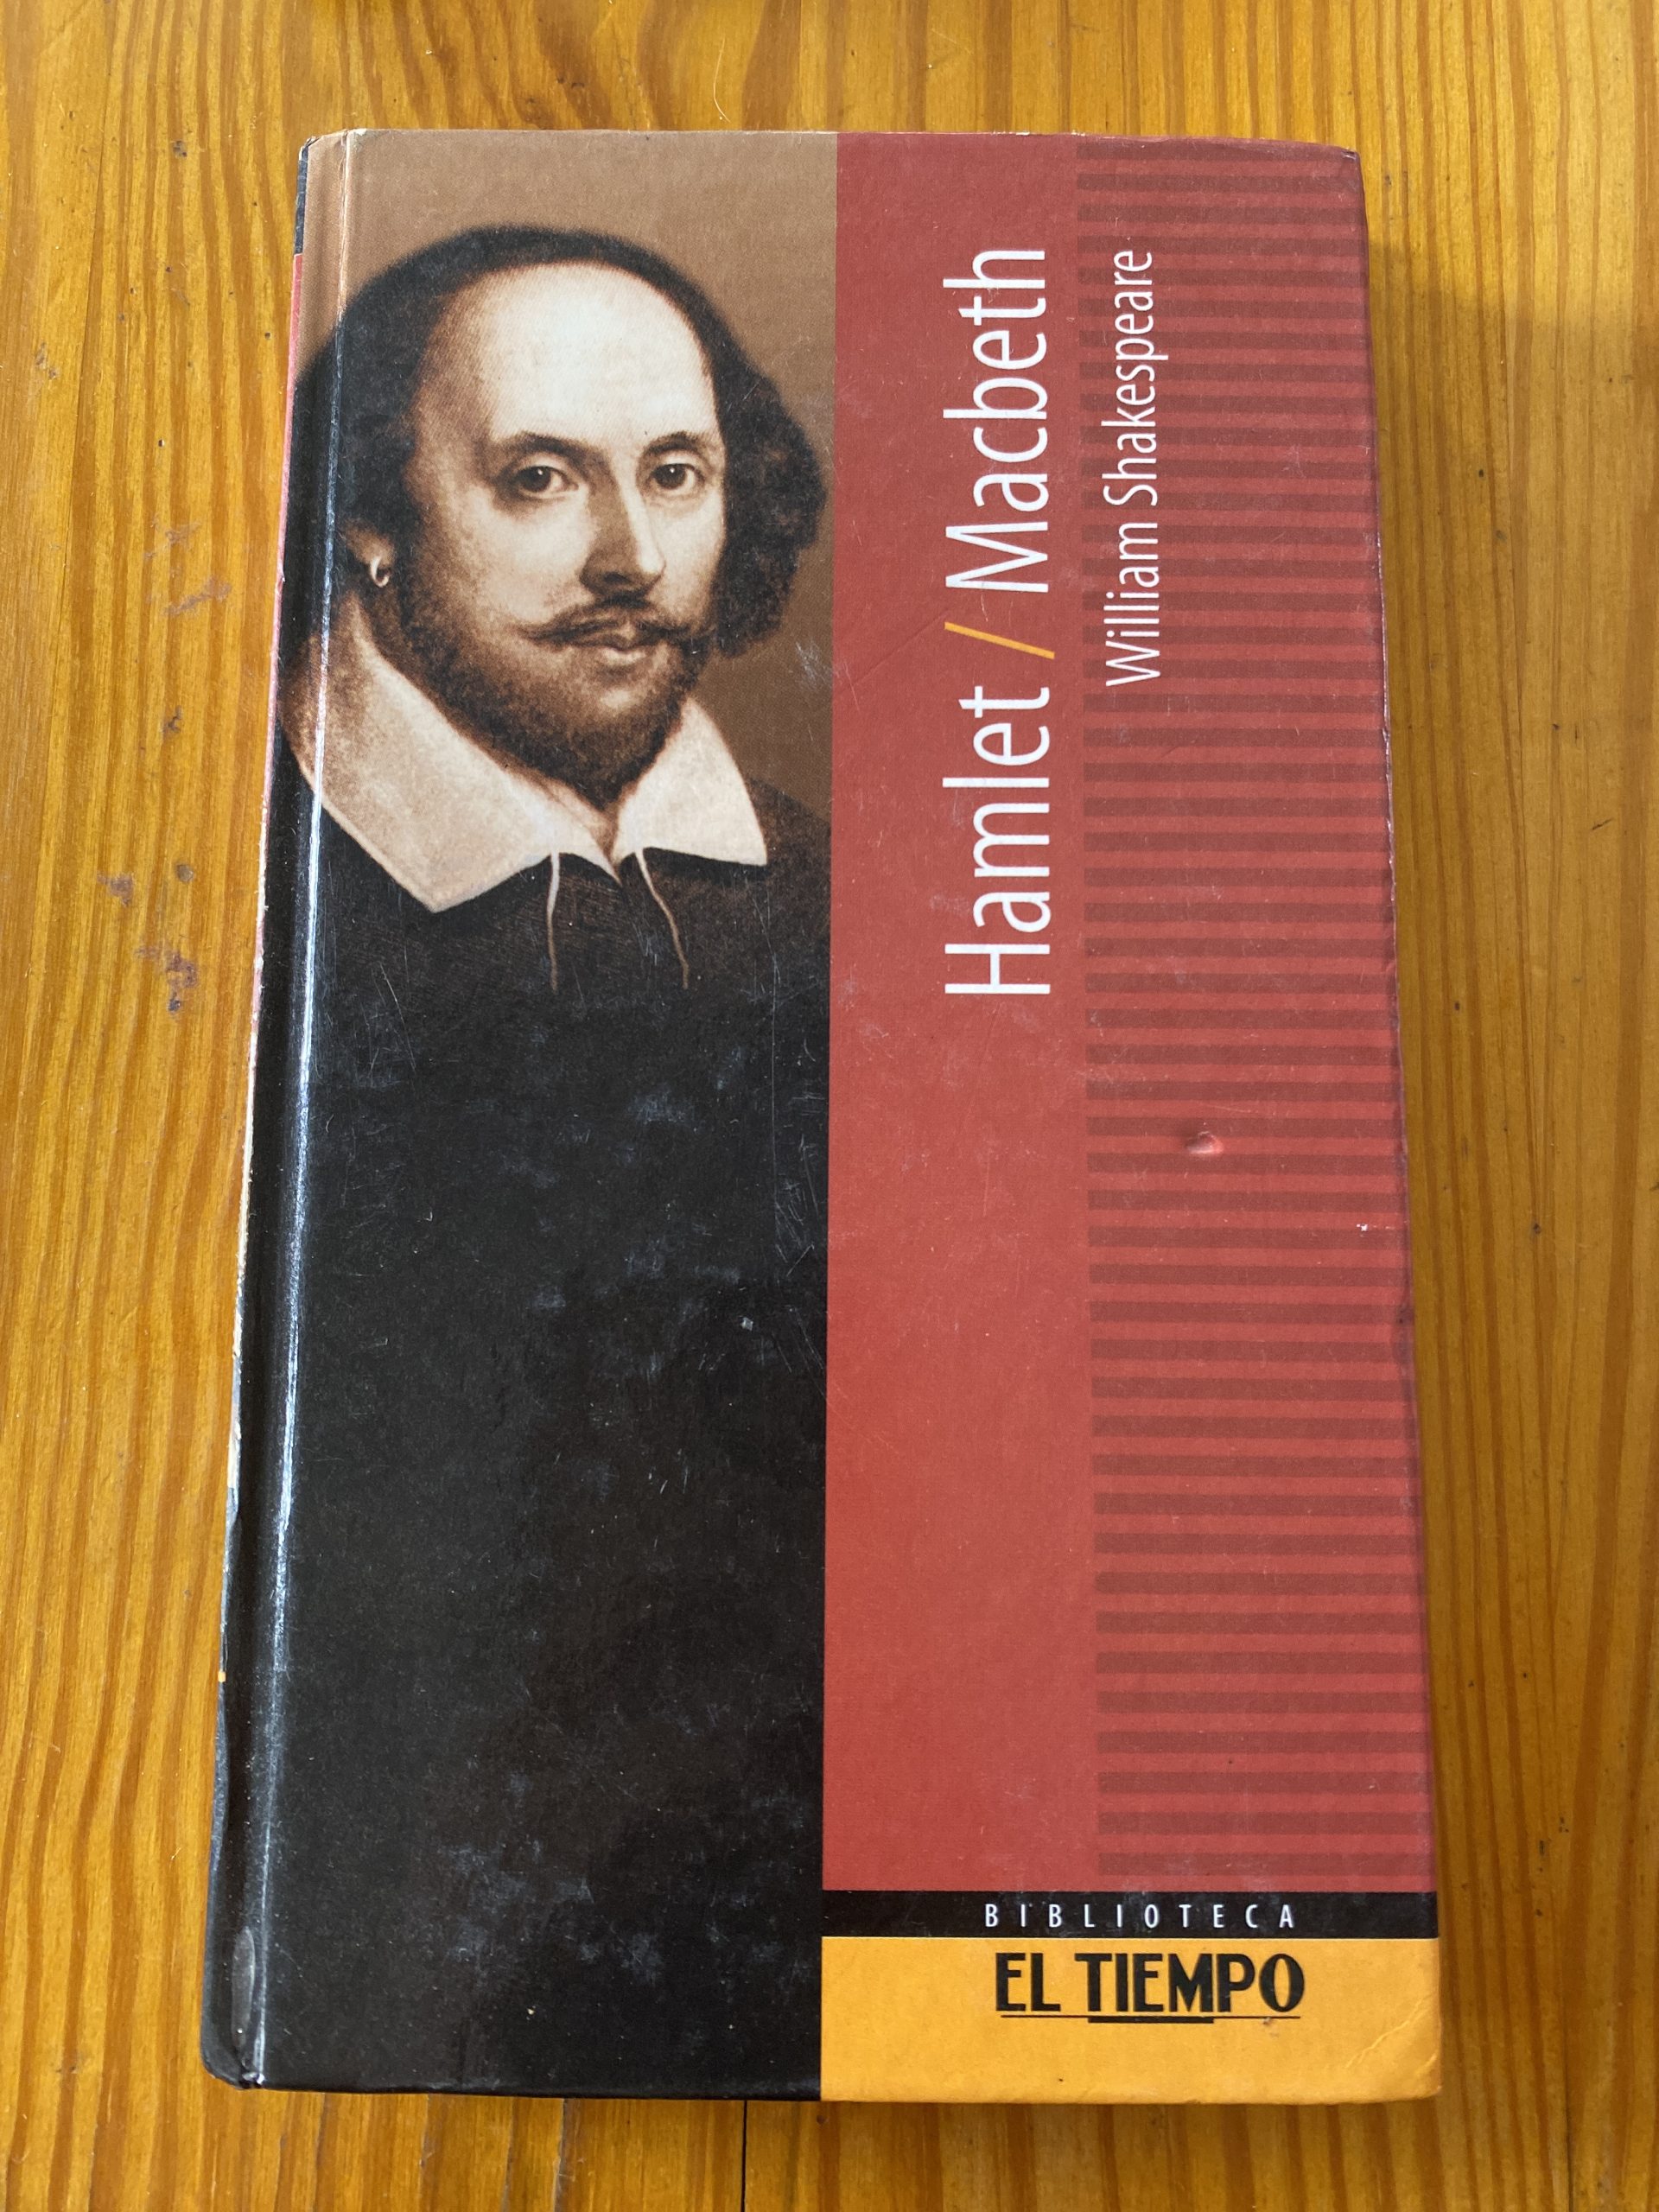 Hamlet / Macbeth
William Shakespeare
BIBLIOTECA
EL TIEMPO